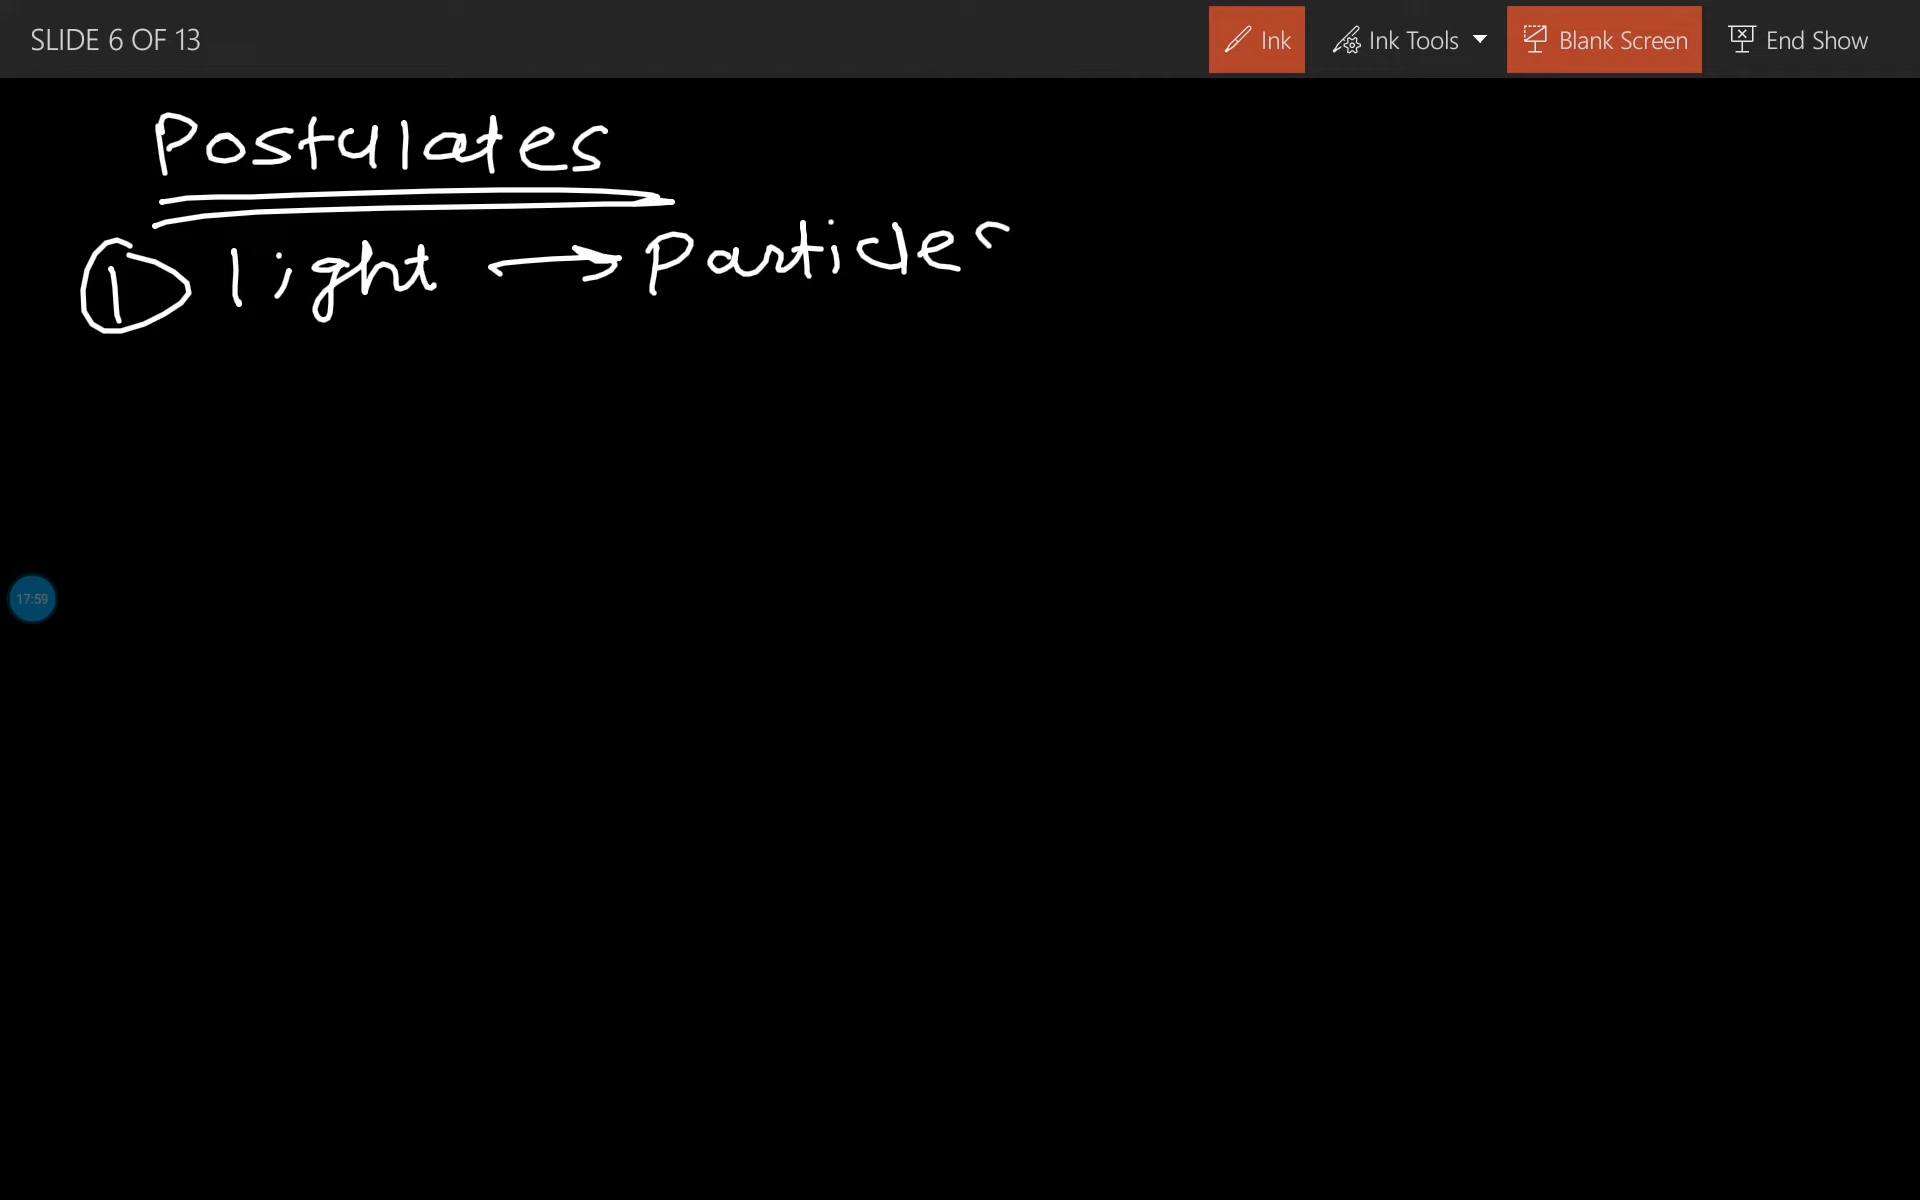 SLIDE 6 OF 13 Ink Ink Tools Blank Screen End Show
Postulates
① light → Particles
17:59